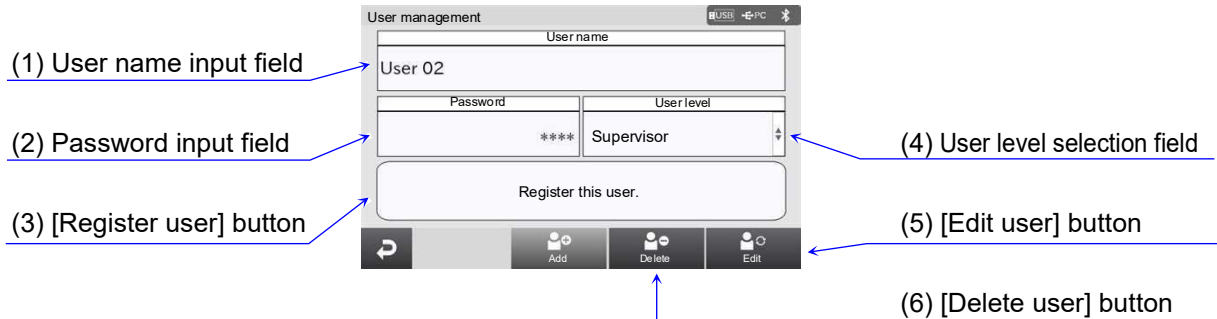 User management
USB PC
User name
(1) User name input field
User 02
Password
User level
(2) Password input field
****
Supervisor
(4) User level selection field
Register this user.
(3) [Register user] button
(5) [Edit user] button
Add
Delete
Edit
(6) [Delete user] button